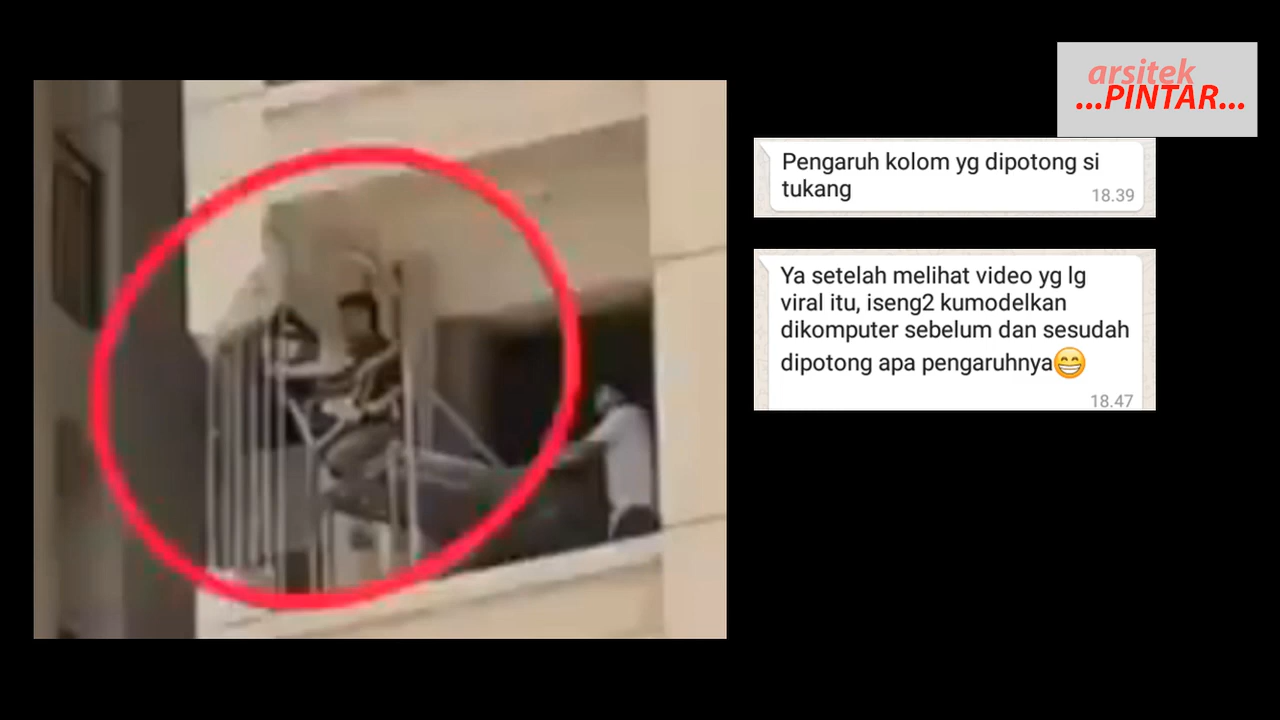 arsitek
...PINTAR...
Pengaruh kolom yg dipotong si
tukang
18.39
Ya setelah melihat video yg lg
viral itu, iseng2 kumodelkan
dikomputer sebelum dan sesudah
dipotong apa pengaruhnya😁
18.47